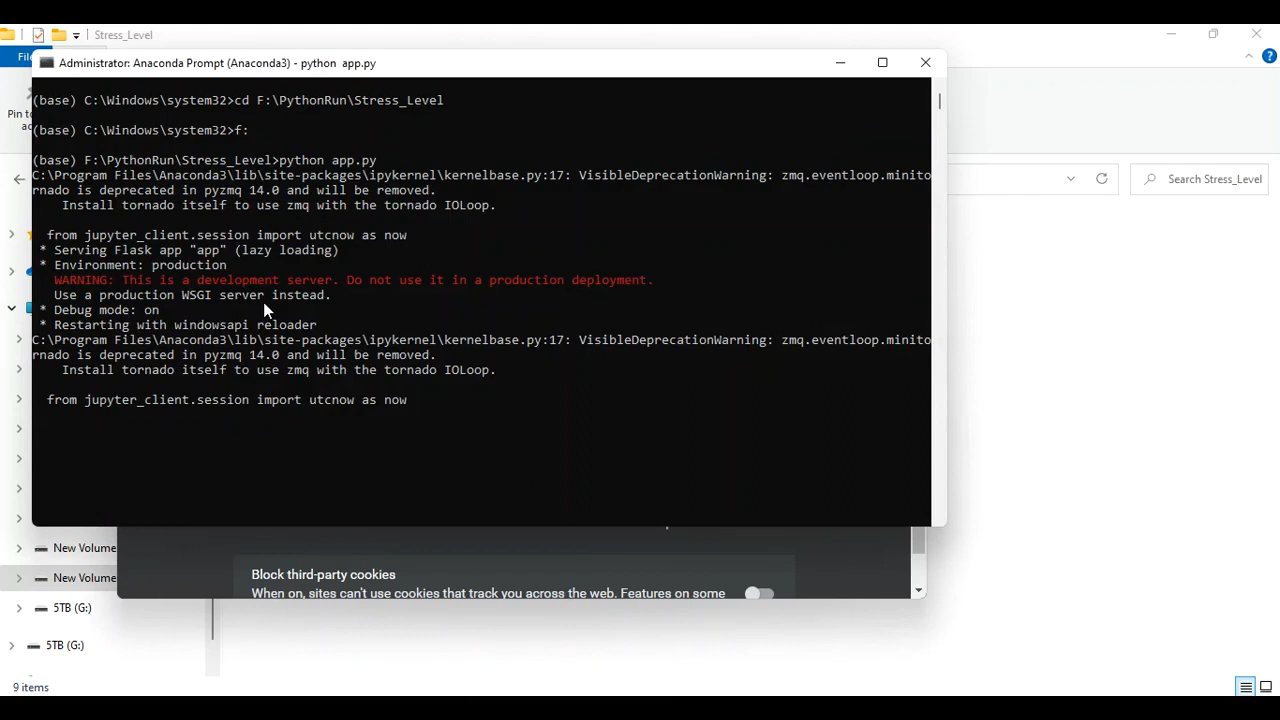 Stress_Level
Administrator: Anaconda Prompt (Anaconda3) - python  app.py
(base) C:\Windows\system32>cd F:\PythonRun\Stress_Level
(base) C:\Windows\system32>f:
(base) F:\PythonRun\Stress_Level>python app.py
C:\Program Files\Anaconda3\lib\site-packages\ipykernel\kernelbase.py:17: VisibleDeprecationWarning: zmq.eventloop.minito
rnado is deprecated in pyzmq 14.0 and will be removed.
Install tornado itself to use zmq with the tornado IOLoop.
from jupyter_client.session import utcnow as now
* Serving Flask app "app" (lazy loading)
* Environment: production
WARNING: This is a development server. Do not use it in a production deployment.
Use a production WSGI server instead.
* Debug mode: on
* Restarting with windowsapi reloader
C:\Program Files\Anaconda3\lib\site-packages\ipykernel\kernelbase.py:17: VisibleDeprecationWarning: zmq.eventloop.minito
rnado is deprecated in pyzmq 14.0 and will be removed.
Install tornado itself to use zmq with the tornado IOLoop.
from jupyter_client.session import utcnow as now
Pin to
Search Stress_Level
New Volume
New Volume
5TB (G:)
5TB (G:)
Block third-party cookies
When on, sites can't use cookies that track you across the web. Features on some
9 items